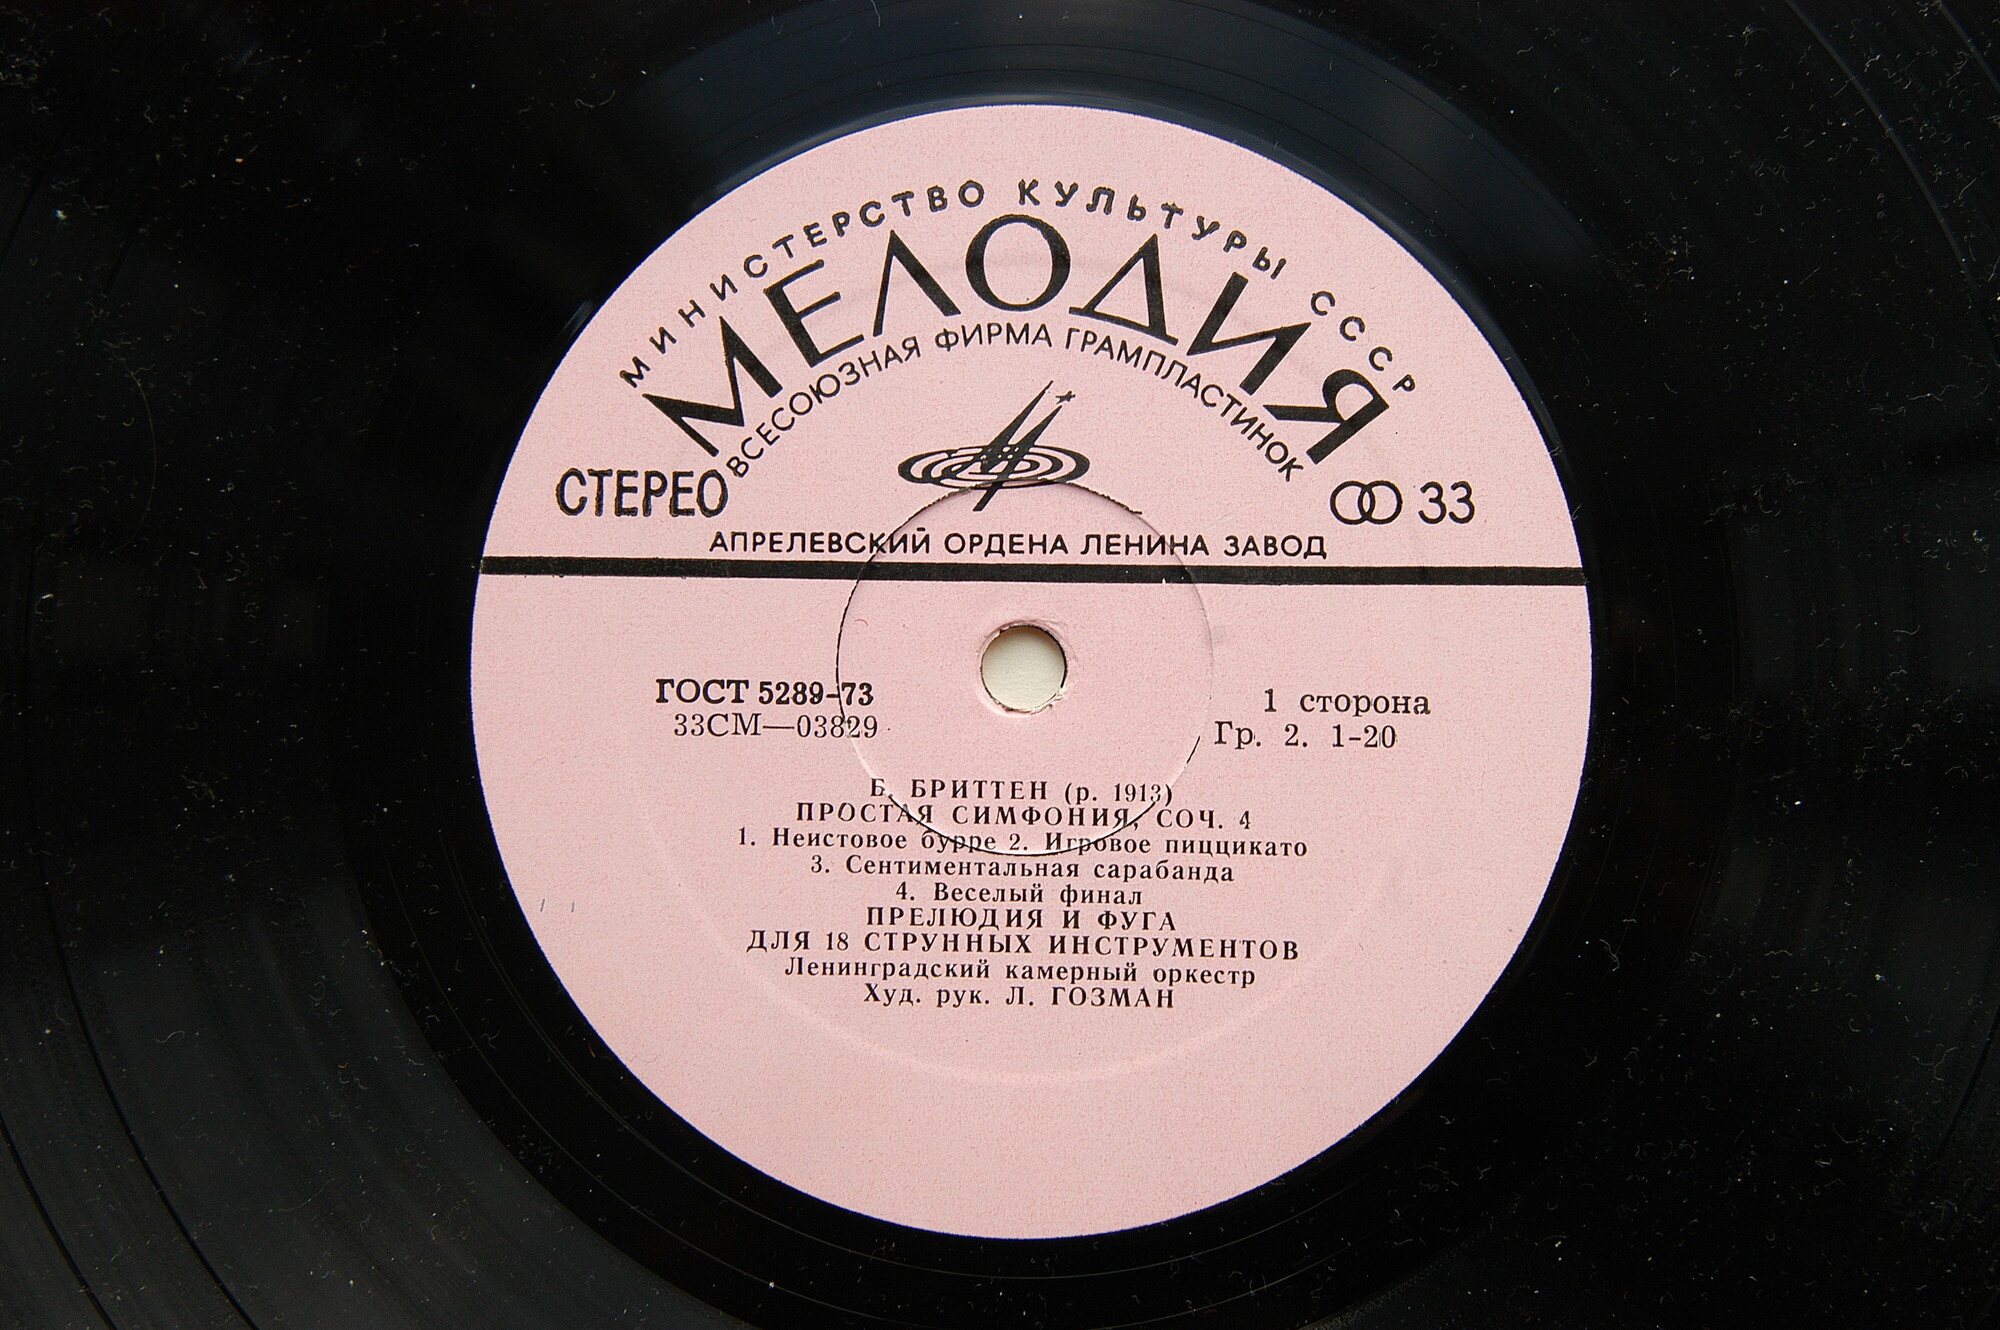 МИНИСТЕРСТВО КУЛЬТУРЫ СССР
МЕЛОДИЯ
ВСЕСОЮЗНАЯ ФИРМА ГРАМПЛАСТИНОК
СТЕРЕО
33
АПРЕЛЕВСКИЙ ОРДЕНА ЛЕНИНА ЗАВОД
ГОСТ 5289-73
33СМ—03829
1 сторона
Гр. 2. 1-20
Б. БРИТТЕН (р. 1913)
ПРОСТАЯ СИМФОНИЯ, СОЧ. 4
1. Неистовое бурре 2. Игровое пиццикато
3. Сентиментальная сарабанда
4. Веселый финал
ПРЕЛЮДИЯ И ФУГА
ДЛЯ 18 СТРУННЫХ ИНСТРУМЕНТОВ
Ленинградский камерный оркестр
Худ. рук. Л. ГОЗМАН